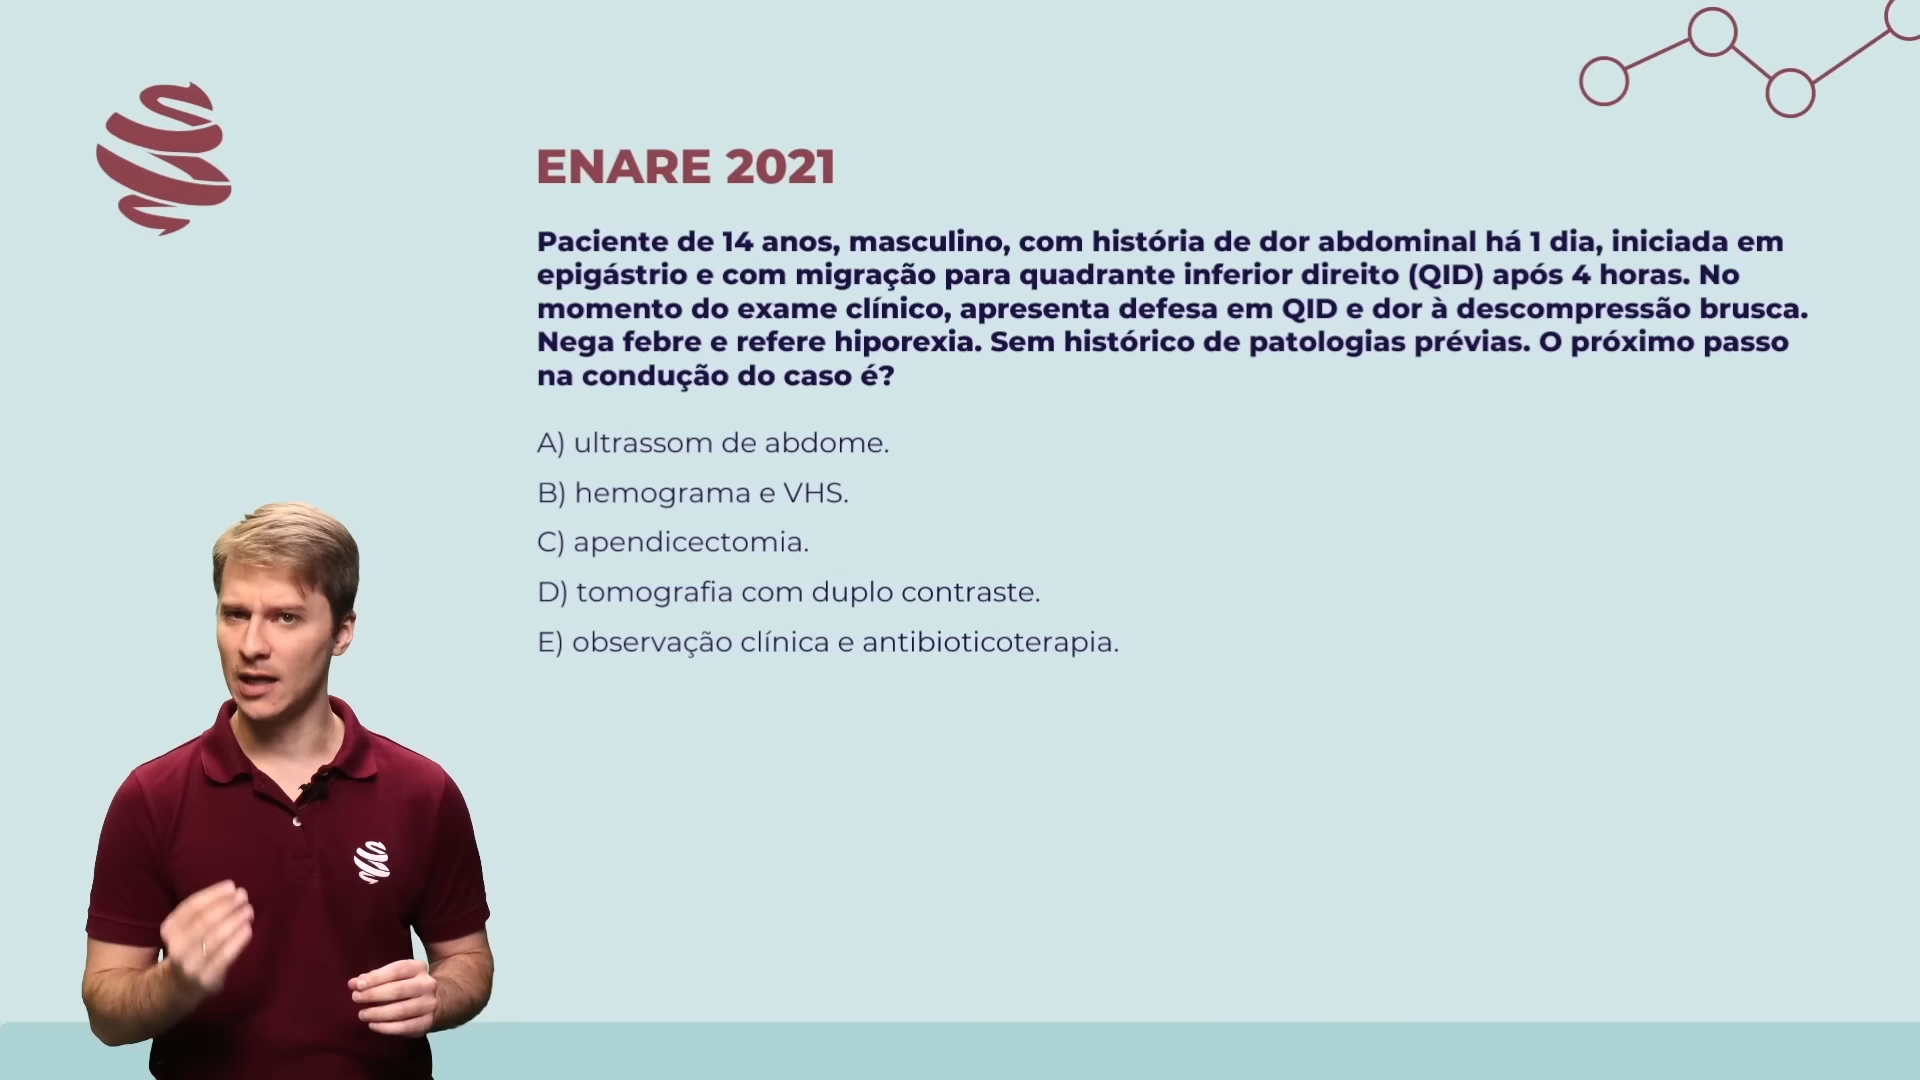 ENARE 2021
Paciente de 14 anos, masculino, com história de dor abdominal há 1 dia, iniciada em
epigástrio e com migração para quadrante inferior direito (QID) após 4 horas. No
momento do exame clínico, apresenta defesa em QID e dor à descompressão brusca.
Nega febre e refere hiporexia. Sem histórico de patologias prévias. O próximo passo
na condução do caso é?
A) ultrassom de abdome.
B) hemograma e VHS.
C) apendicectomia.
D) tomografia com duplo contraste.
E) observação clínica e antibioticoterapia.